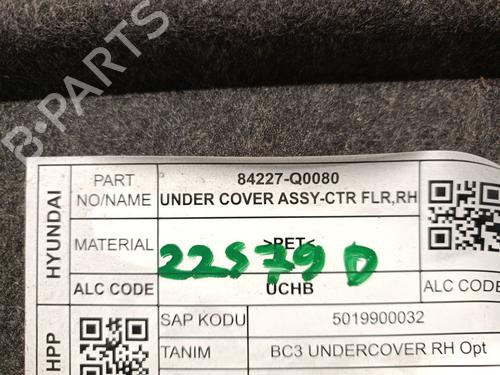 B-PARTS
HYUNDAI
PART NO/NAME
84227-Q0080
UNDER COVER ASSY-CTR FLR,RH
MATERIAL
>PET<
22579 D
ALC CODE
UCHB
ALC CODE
HPP
SAP KODU
5019900032
TANIM
BC3 UNDERCOVER RH Opt